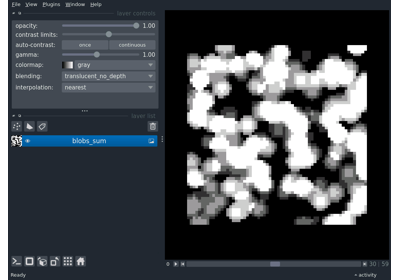 File View Plugins Window Help
layer controls
opacity: 1.00
contrast limits:
auto-contrast: once continuous
gamma: 1.00
colormap: gray
blending: translucent_no_depth
interpolation: nearest
layer list
blobs_sum
30 59
Ready activity